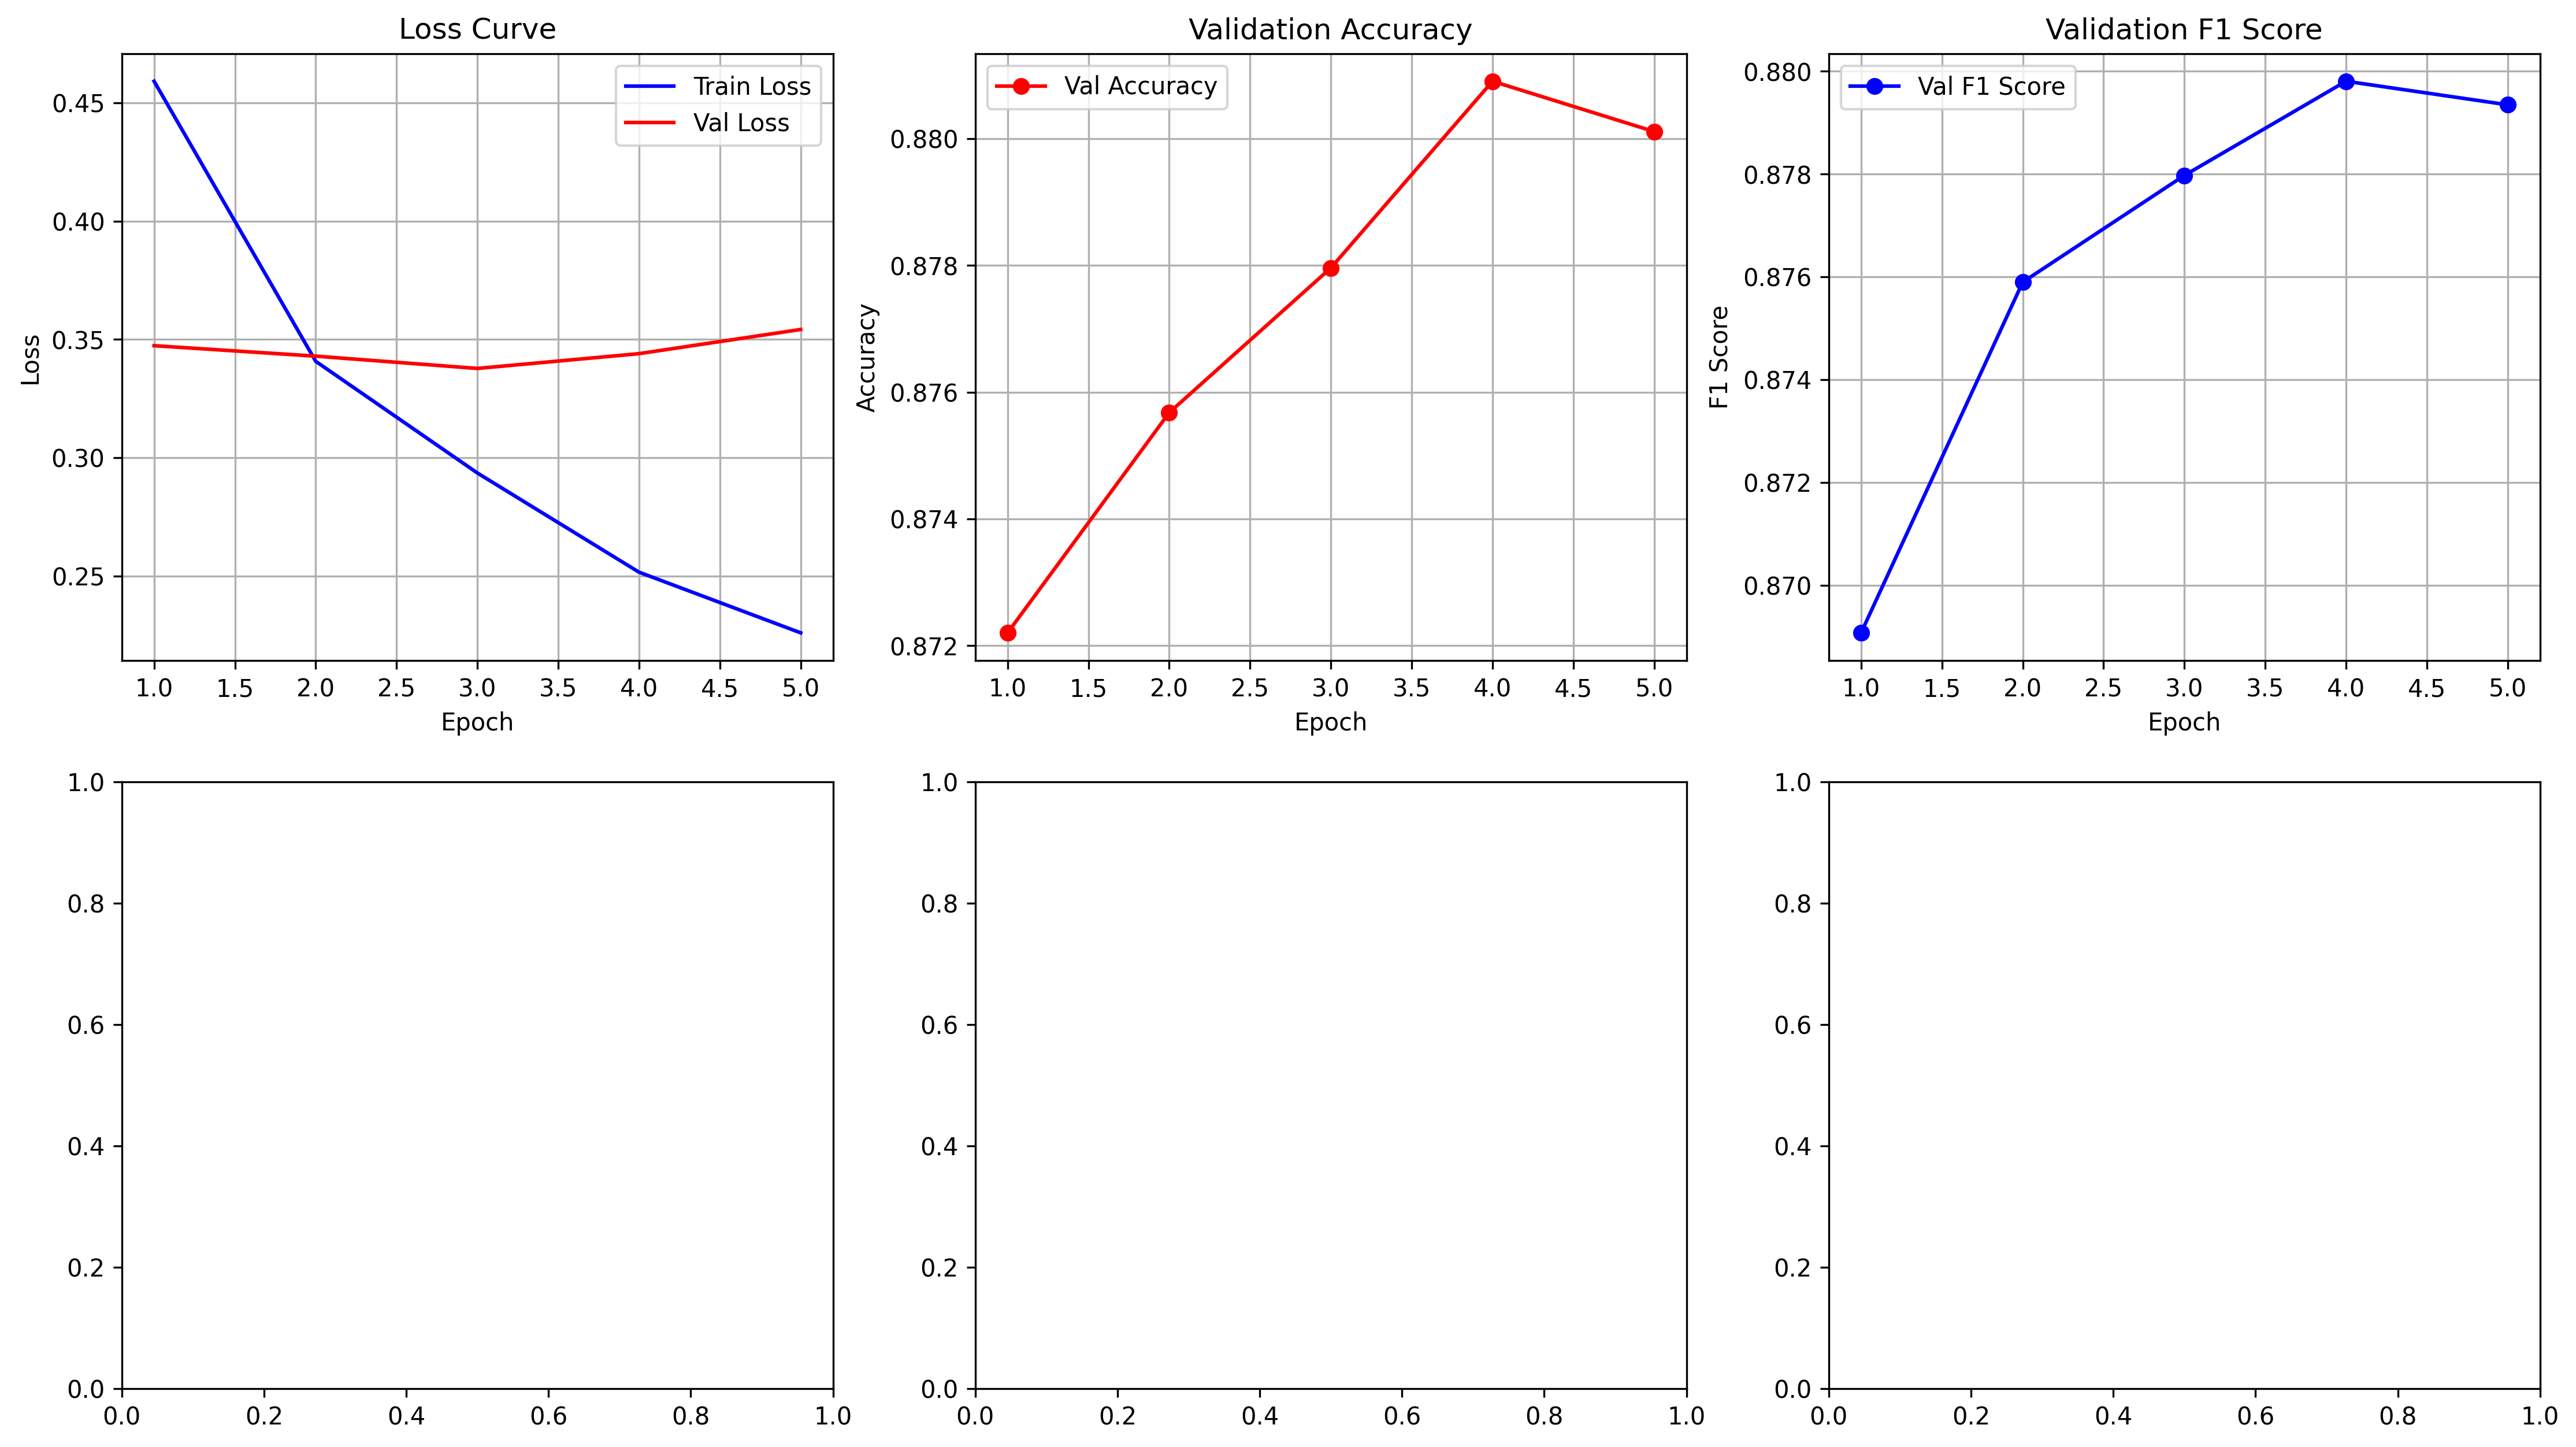 Loss Curve
Train Loss
Val Loss
0.45
0.40
0.35
0.30
0.25
Loss
1.0 1.5 2.0 2.5 3.0 3.5 4.0 4.5 5.0
Epoch
Validation Accuracy
Val Accuracy
0.880
0.878
0.876
0.874
0.872
Accuracy
1.0 1.5 2.0 2.5 3.0 3.5 4.0 4.5 5.0
Epoch
Validation F1 Score
Val F1 Score
0.880
0.878
0.876
0.874
0.872
0.870
F1 Score
1.0 1.5 2.0 2.5 3.0 3.5 4.0 4.5 5.0
Epoch
1.0
0.8
0.6
0.4
0.2
0.0
0.0 0.2 0.4 0.6 0.8 1.0
1.0
0.8
0.6
0.4
0.2
0.0
0.0 0.2 0.4 0.6 0.8 1.0
1.0
0.8
0.6
0.4
0.2
0.0
0.0 0.2 0.4 0.6 0.8 1.0